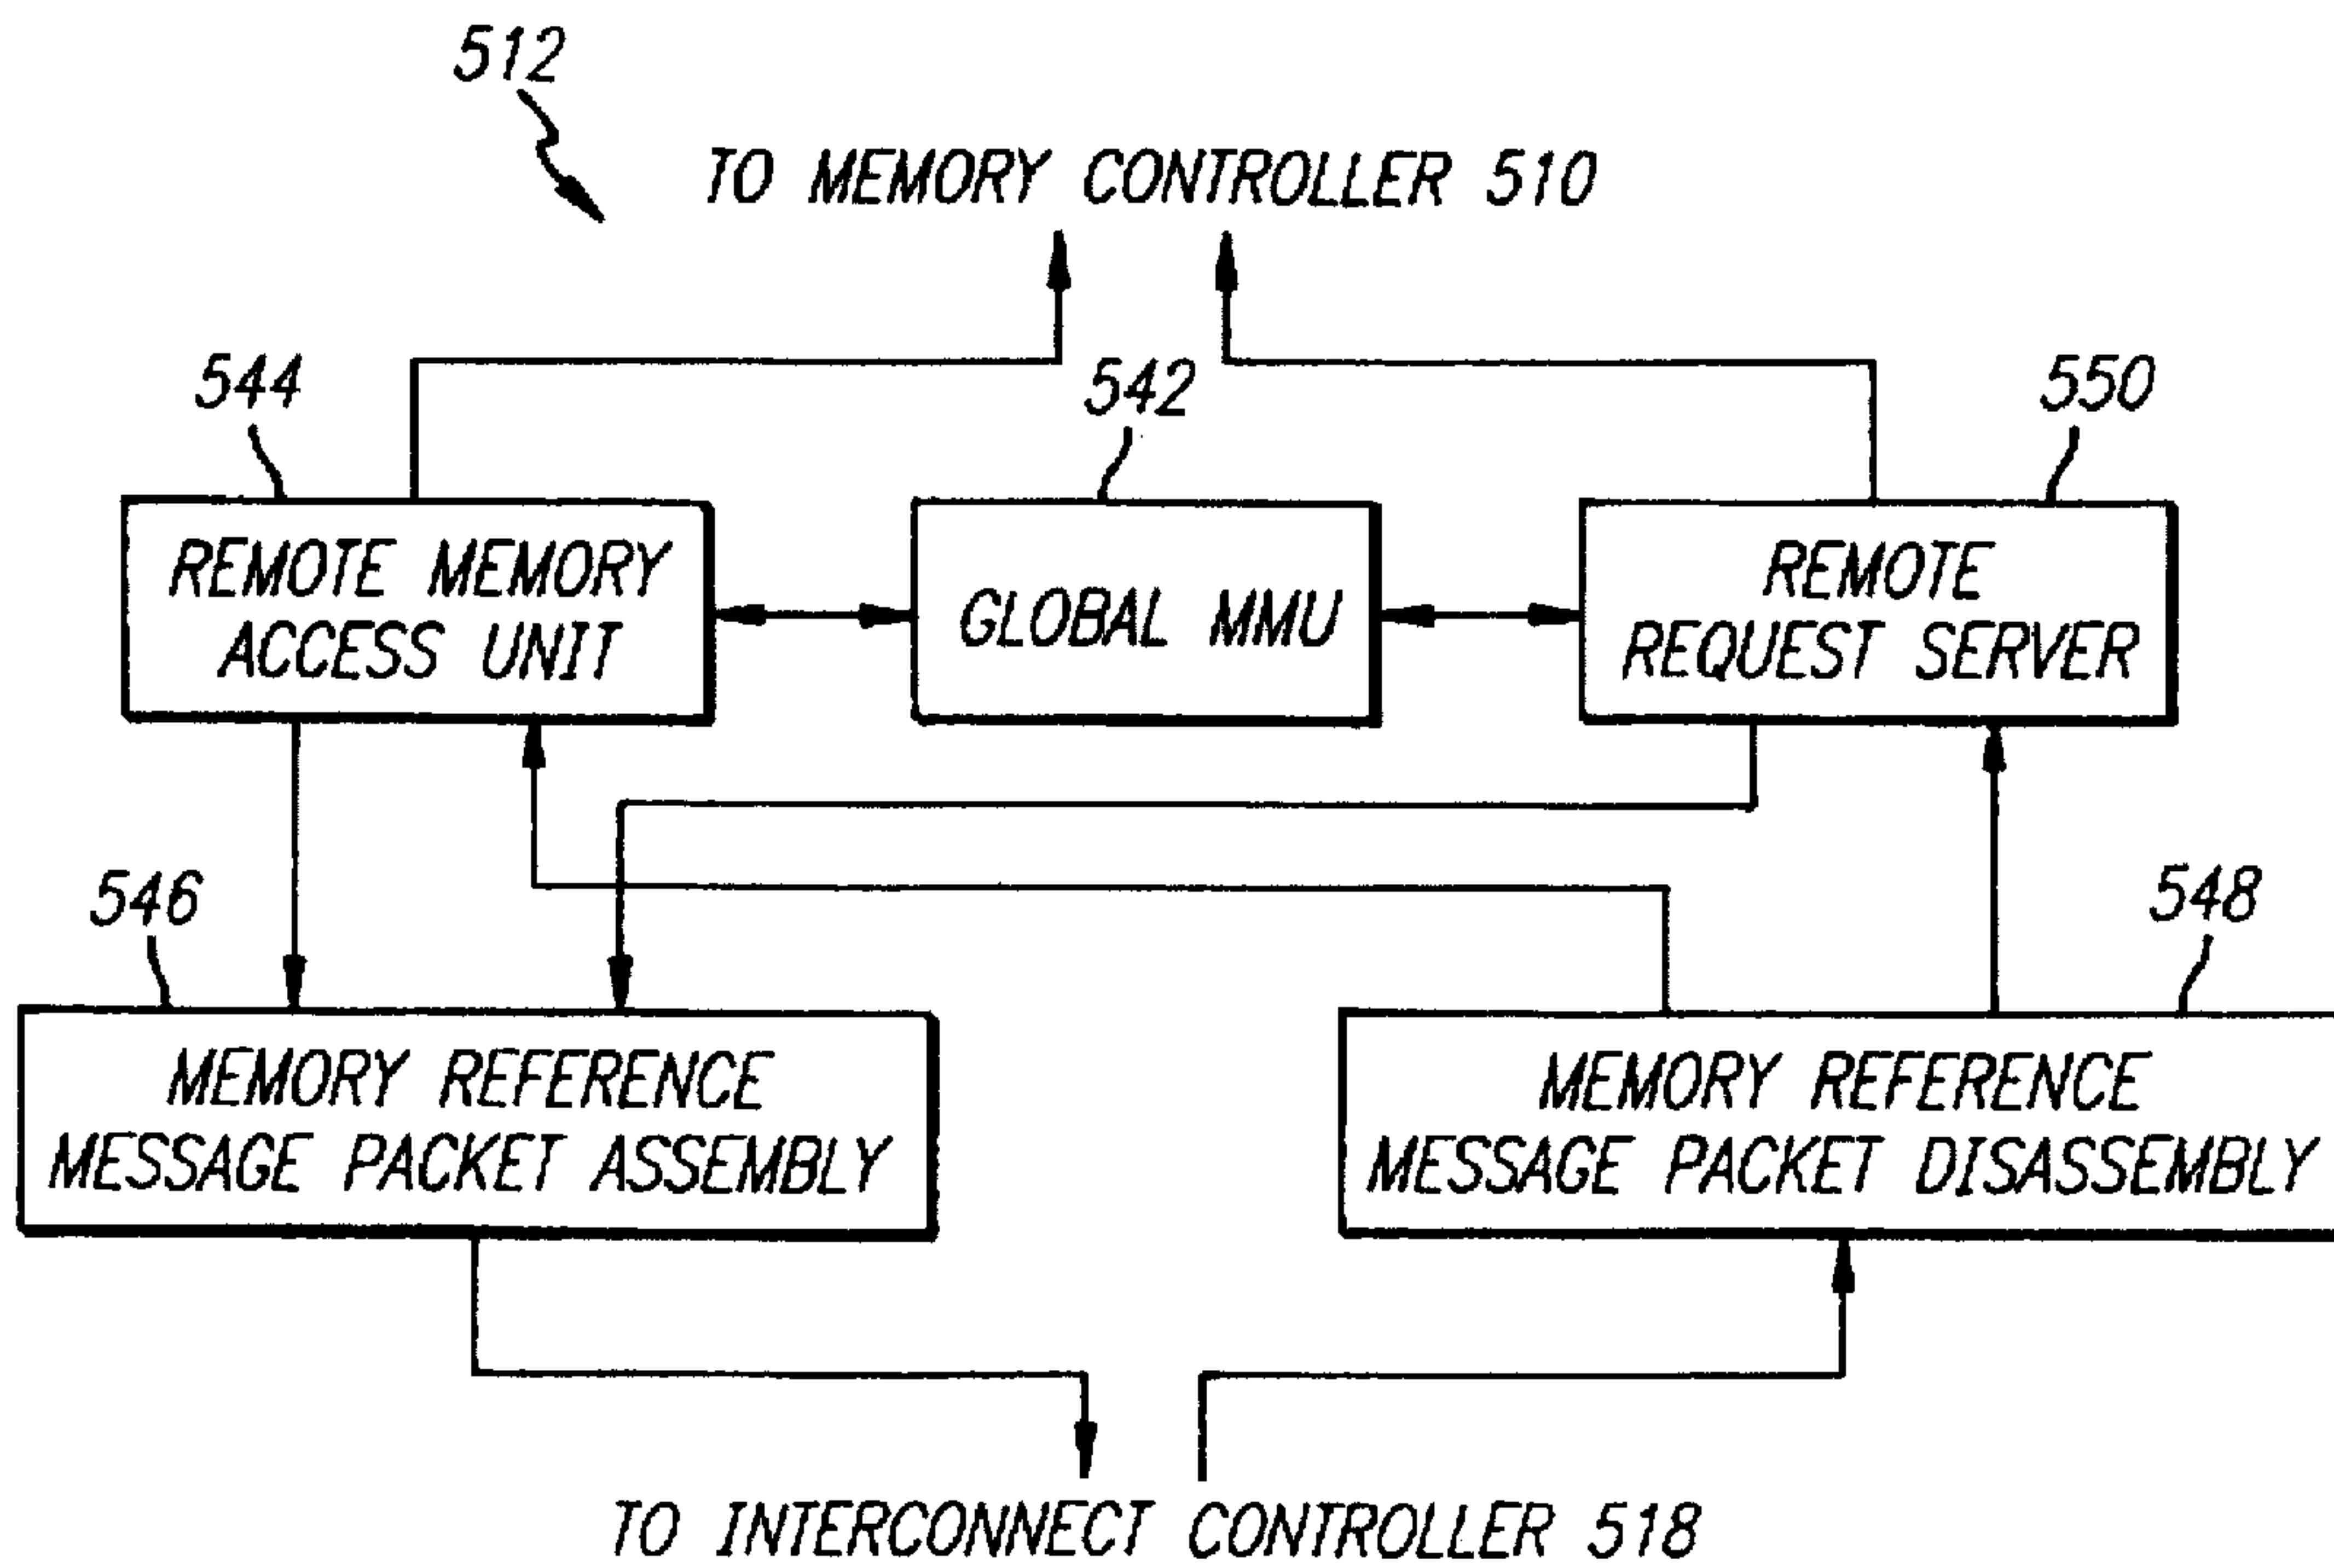 512
TO MEMORY CONTROLLER 510
544
542
550
REMOTE MEMORY
ACCESS UNIT
GLOBAL MMU
REMOTE
REQUEST SERVER
546
548
MEMORY REFERENCE
MESSAGE PACKET ASSEMBLY
MEMORY REFERENCE
MESSAGE PACKET DISASSEMBLY
TO INTERCONNECT CONTROLLER 518